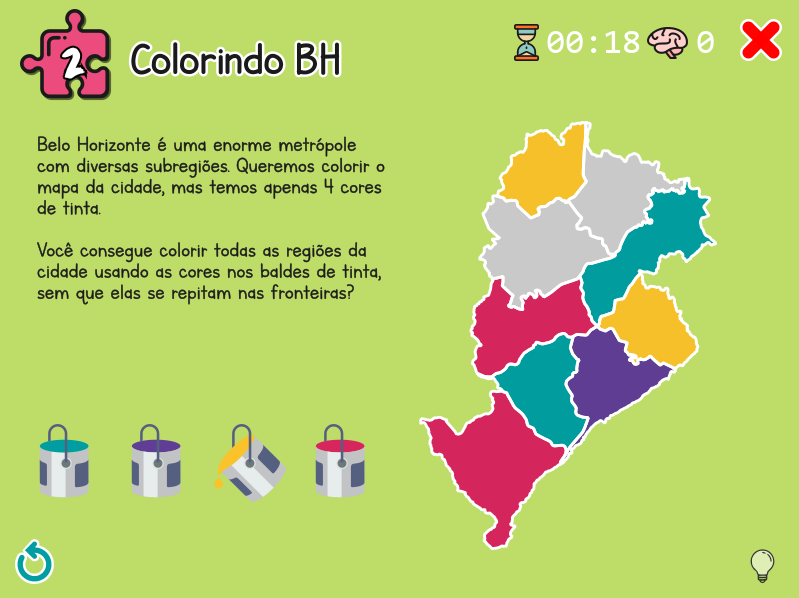 2
Colorindo BH
00:18
0
Belo Horizonte é uma enorme metrópole
com diversas subregiões. Queremos colorir o
mapa da cidade, mas temos apenas 4 cores
de tinta.
Você consegue colorir todas as regiões da
cidade usando as cores nos baldes de tinta,
sem que elas se repitam nas fronteiras?